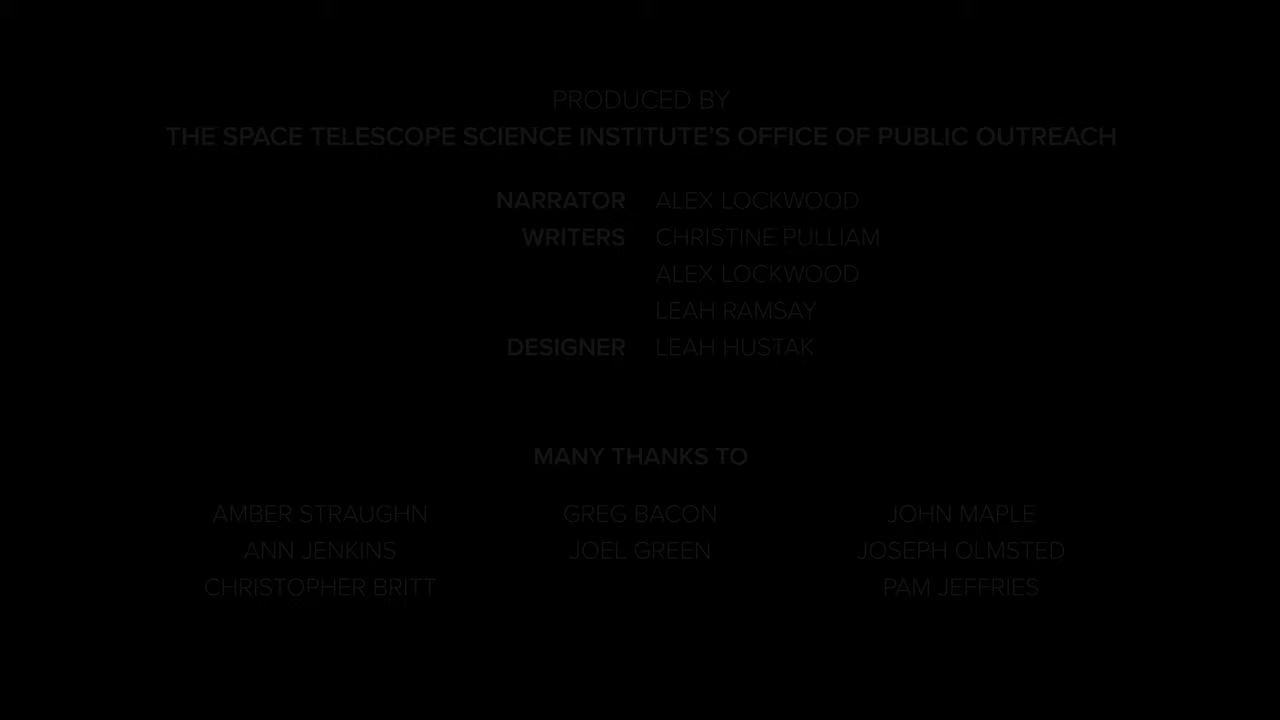 PRODUCED BY
THE SPACE TELESCOPE SCIENCE INSTITUTE’S OFFICE OF PUBLIC OUTREACH
NARRATOR ALEX LOCKWOOD
WRITERS CHRISTINE PULLIAM
ALEX LOCKWOOD
LEAH RAMSAY
DESIGNER LEAH HUSTAK
MANY THANKS TO
AMBER STRAUGHN GREG BACON JOHN MAPLE
ANN JENKINS JOEL GREEN JOSEPH OLMSTED
CHRISTOPHER BRITT PAM JEFFRIES